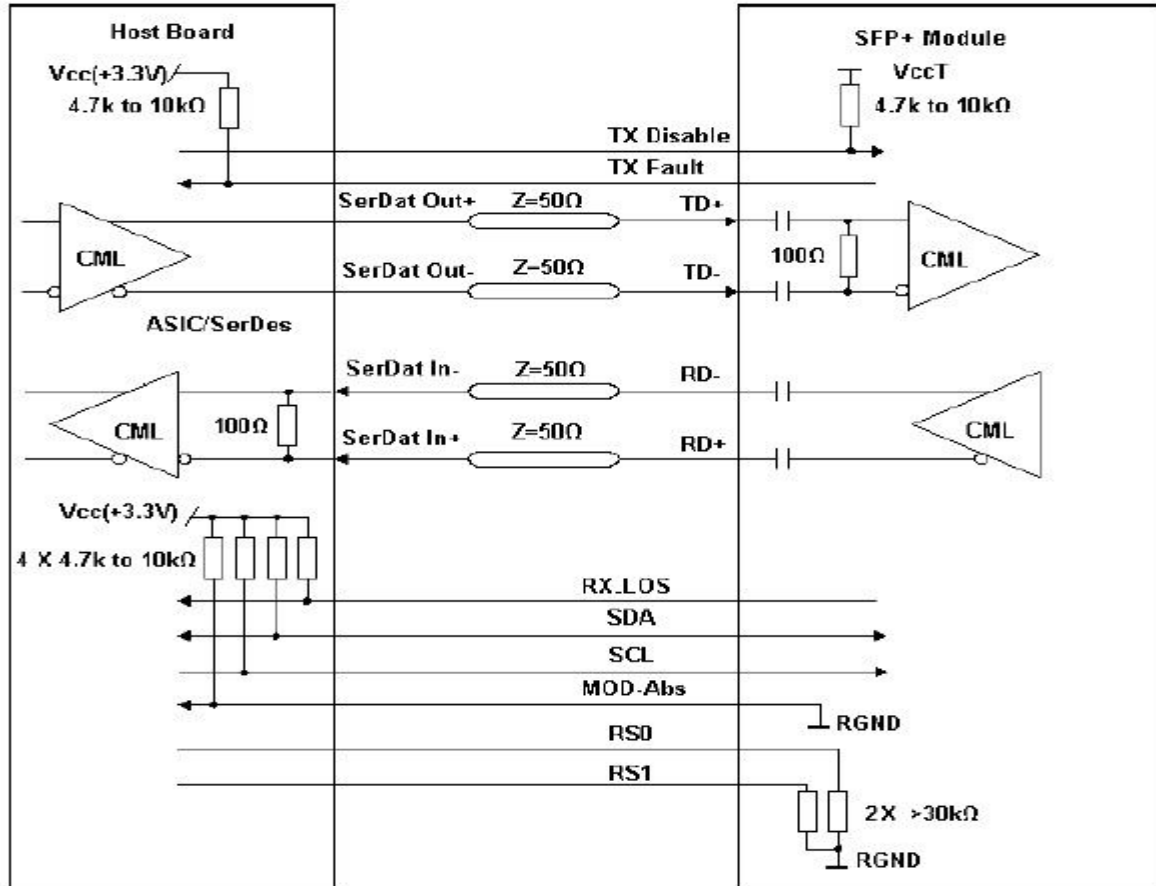 Host Board
SFP+ Module
Vcc(+3.3V)
VccT
4.7k to 10kΩ
4.7k to 10kΩ
TX Disable
TX Fault
SerDat Out+
Z=50Ω
TD+
CML
100Ω
CML
SerDat Out-
Z=50Ω
TD-
ASIC/SerDes
SerDat In-
Z=50Ω
RD-
CML
100Ω
SerDat In+
Z=50Ω
RD+
CML
Vcc(+3.3V)
4 X 4.7k to 10kΩ
RX_LOS
SDA
SCL
MOD-Abs
RGND
RS0
RS1
2X >30kΩ
RGND